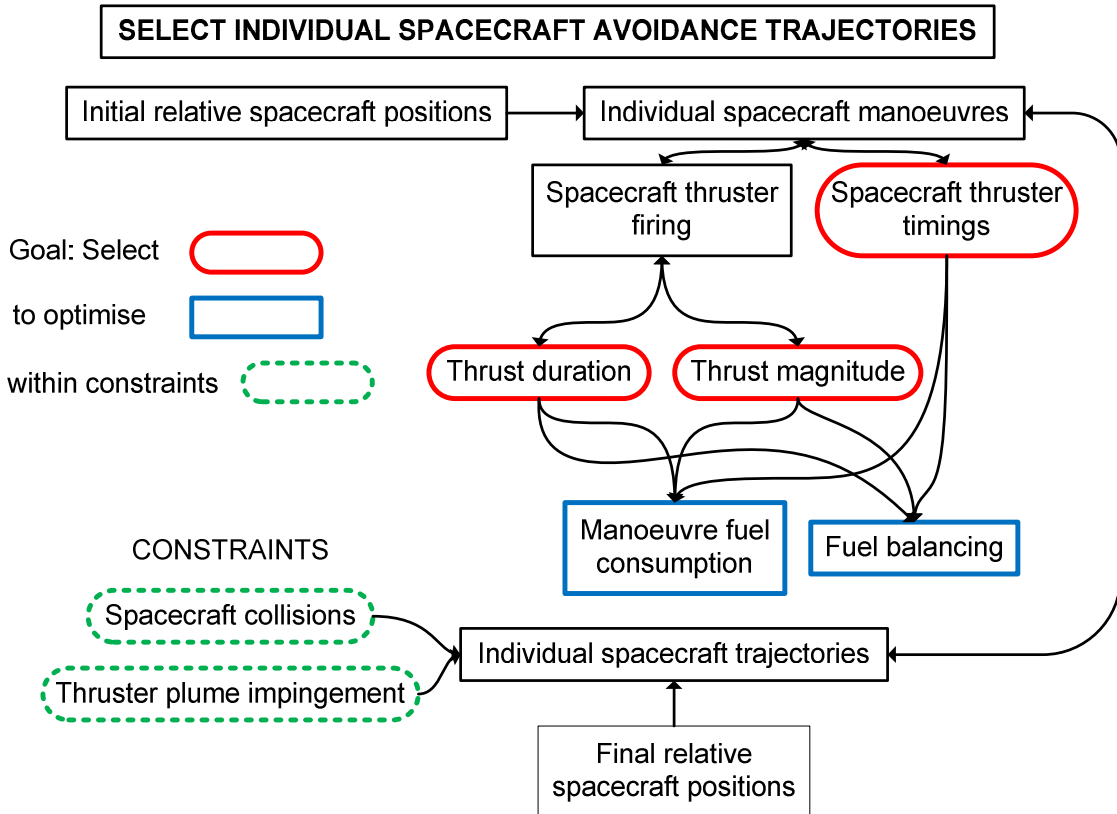 SELECT INDIVIDUAL SPACECRAFT AVOIDANCE TRAJECTORIES
Initial relative spacecraft positions
Individual spacecraft manoeuvres
Spacecraft thruster
firing
Spacecraft thruster
timings
Goal: Select
to optimise
within constraints
Thrust duration
Thrust magnitude
Manoeuvre fuel
consumption
Fuel balancing
CONSTRAINTS
Spacecraft collisions
Individual spacecraft trajectories
Thruster plume impingement
Final relative
spacecraft positions